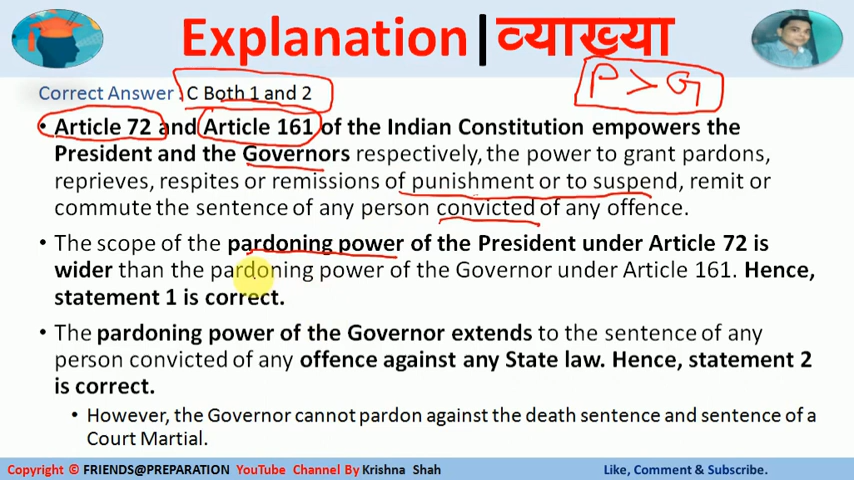 Explanation|व्याख्या
Correct Answer : C Both 1 and 2
P > G
• Article 72 and Article 161 of the Indian Constitution empowers the
President and the Governors respectively, the power to grant pardons,
reprieves, respites or remissions of punishment or to suspend, remit or
commute the sentence of any person convicted of any offence.
• The scope of the pardoning power of the President under Article 72 is
wider than the pardoning power of the Governor under Article 161. Hence,
statement 1 is correct.
• The pardoning power of the Governor extends to the sentence of any
person convicted of any offence against any State law. Hence, statement 2
is correct.
• However, the Governor cannot pardon against the death sentence and sentence of a
Court Martial.
Copyright © FRIENDS@PREPARATION YouTube Channel By Krishna Shah
Like, Comment & Subscribe.